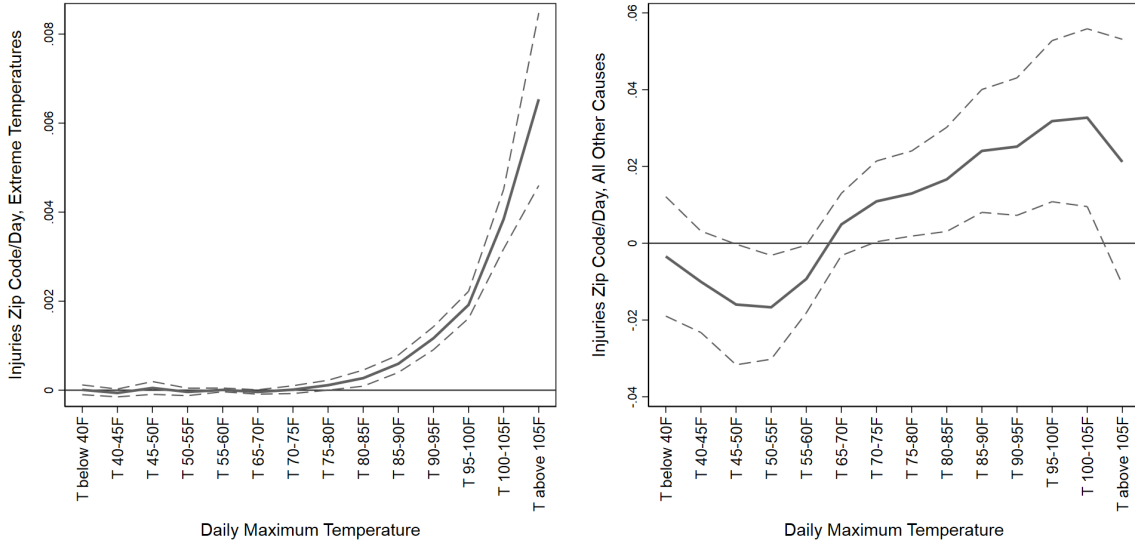 Injuries Zip Code/Day, Extreme Temperatures
.008
.006
.004
.002
0
T below 40F
T 40-45F
T 45-50F
T 50-55F
T 55-60F
T 65-70F
T 70-75F
T 75-80F
T 80-85F
T 85-90F
T 90-95F
T 95-100F
T 100-105F
T above 105F
Daily Maximum Temperature
Injuries Zip Code/Day, All Other Causes
.06
.04
.02
0
-.02
-.04
T below 40F
T 40-45F
T 45-50F
T 50-55F
T 55-60F
T 65-70F
T 70-75F
T 75-80F
T 80-85F
T 85-90F
T 90-95F
T 95-100F
T 100-105F
T above 105F
Daily Maximum Temperature